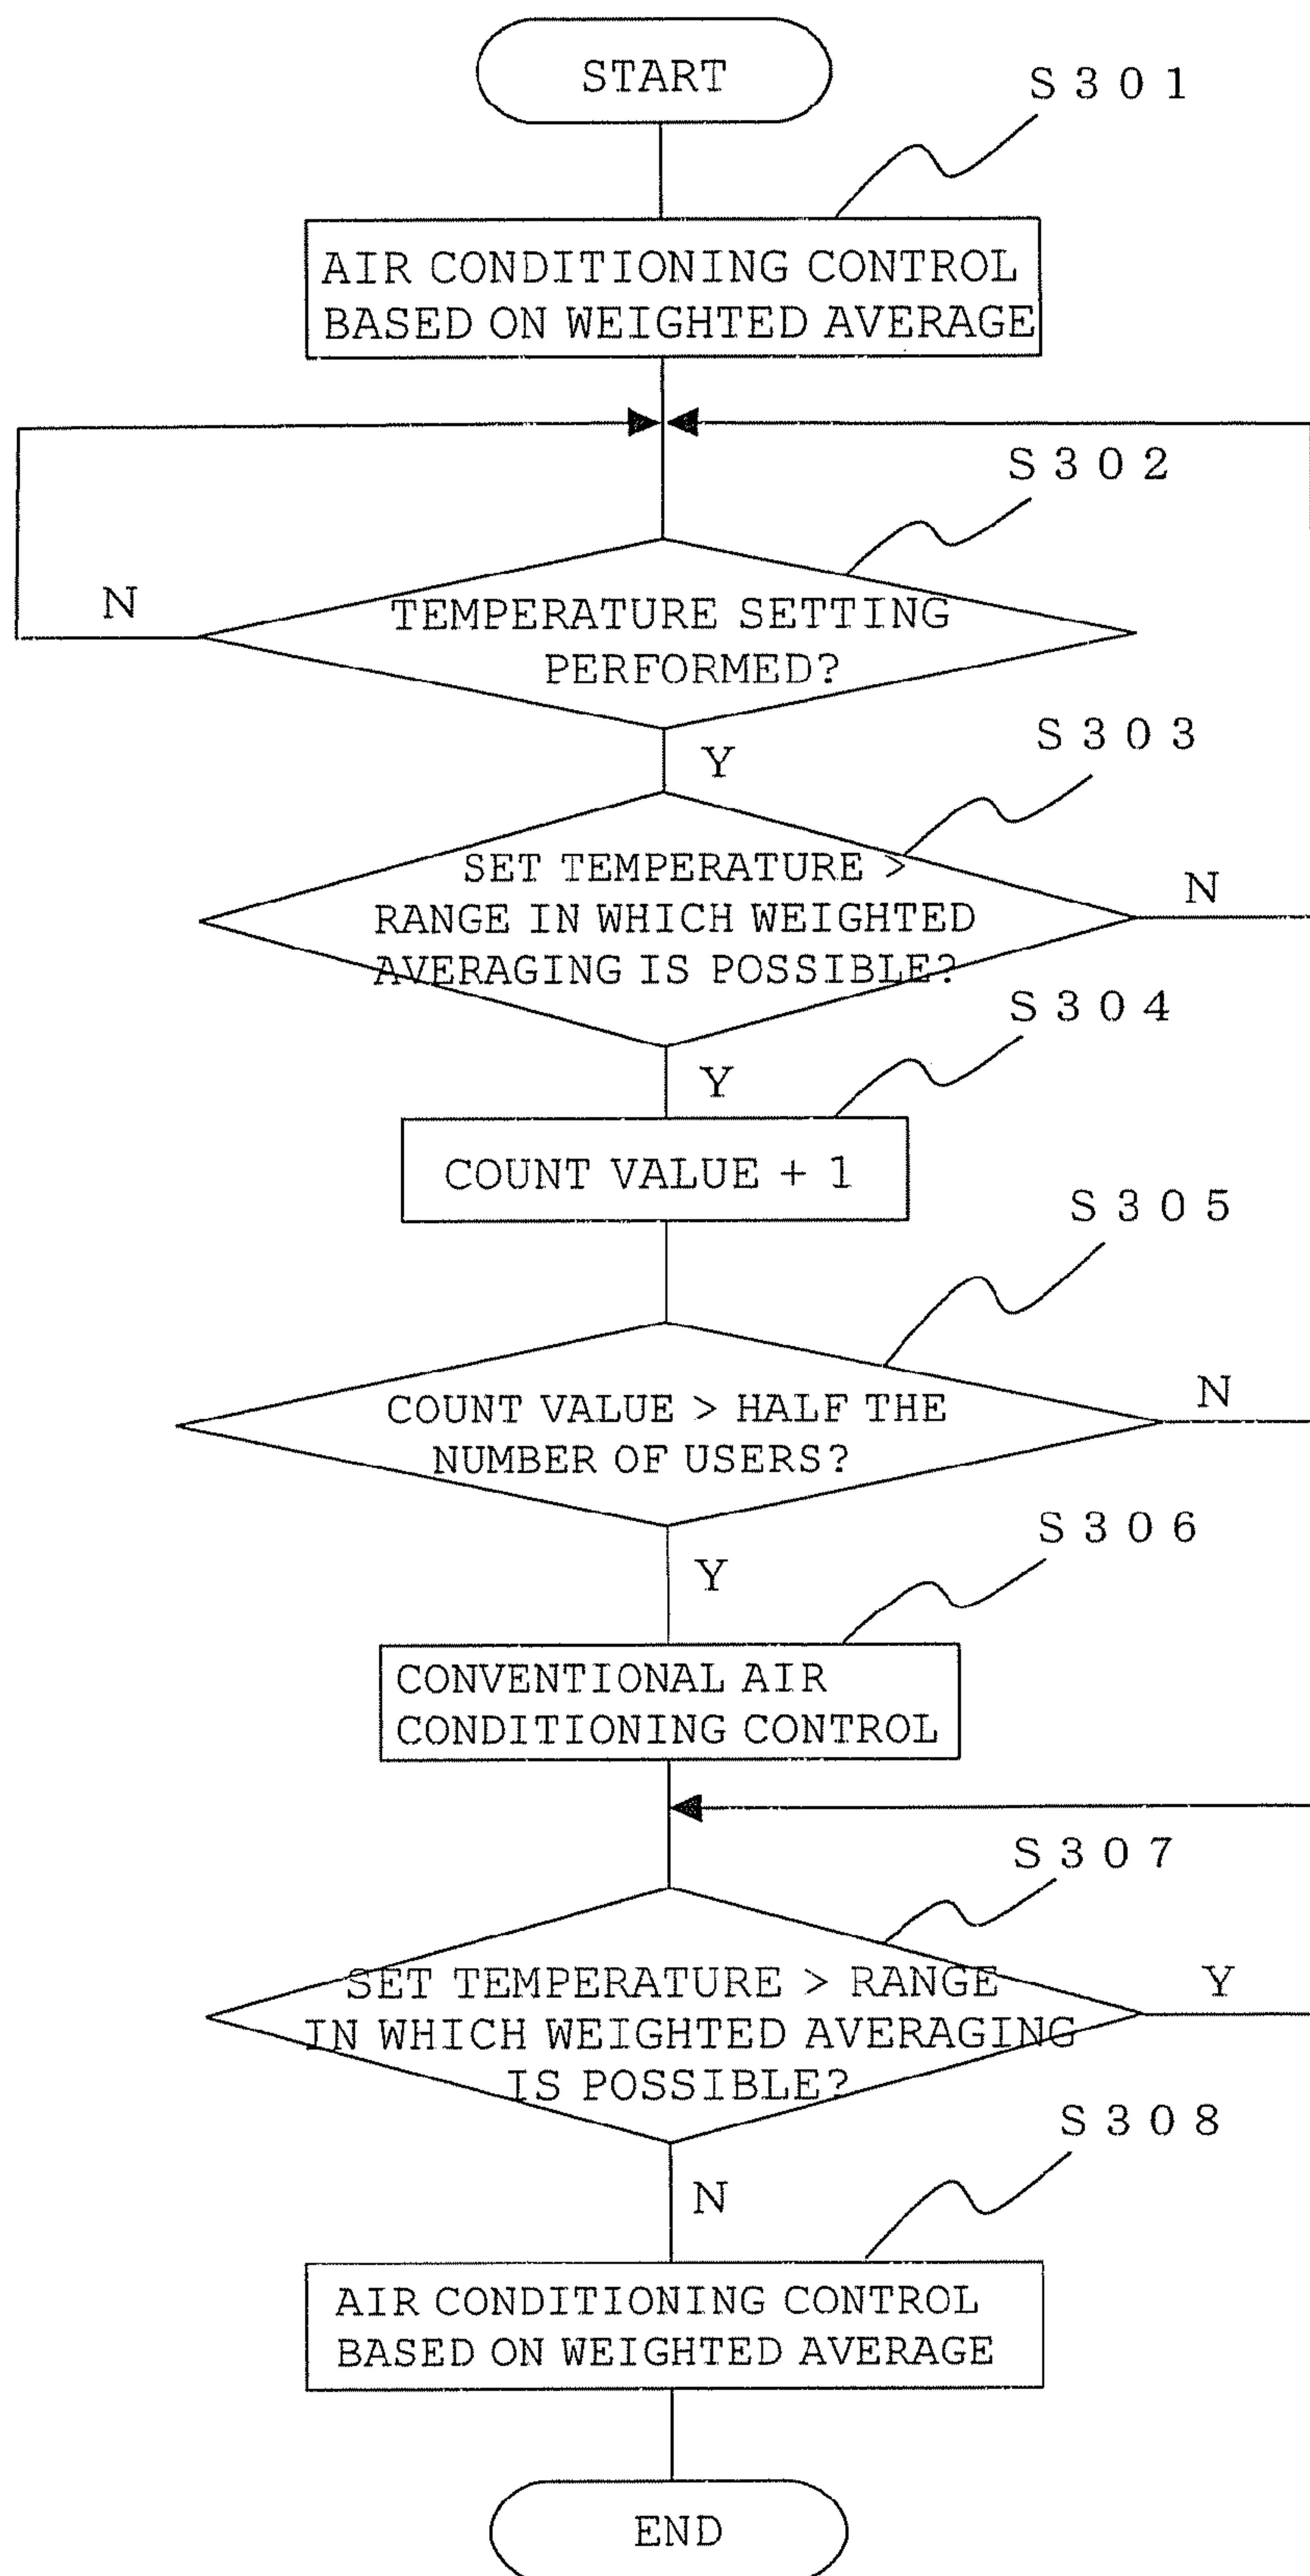 START
S301
AIR CONDITIONING CONTROL
BASED ON WEIGHTED AVERAGE
S302
N
TEMPERATURE SETTING
PERFORMED?
Y
S303
SET TEMPERATURE >
RANGE IN WHICH WEIGHTED
AVERAGING IS POSSIBLE?
N
Y
S304
COUNT VALUE + 1
S305
COUNT VALUE > HALF THE
NUMBER OF USERS?
N
Y
S306
CONVENTIONAL AIR
CONDITIONING CONTROL
S307
SET TEMPERATURE > RANGE
IN WHICH WEIGHTED AVERAGING
IS POSSIBLE?
Y
N
S308
AIR CONDITIONING CONTROL
BASED ON WEIGHTED AVERAGE
END